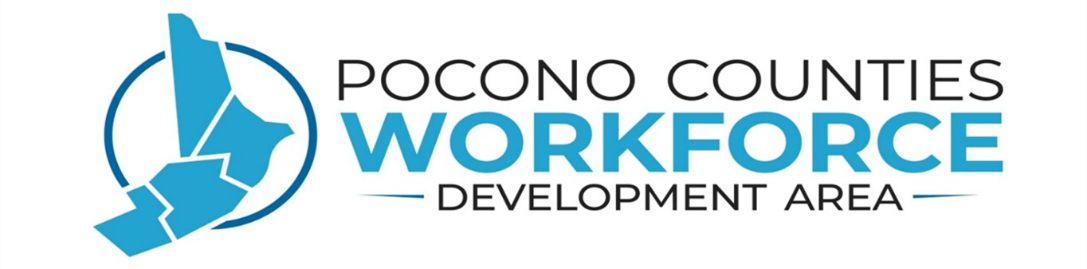 POCONO COUNTIES
WORKFORCE
DEVELOPMENT AREA